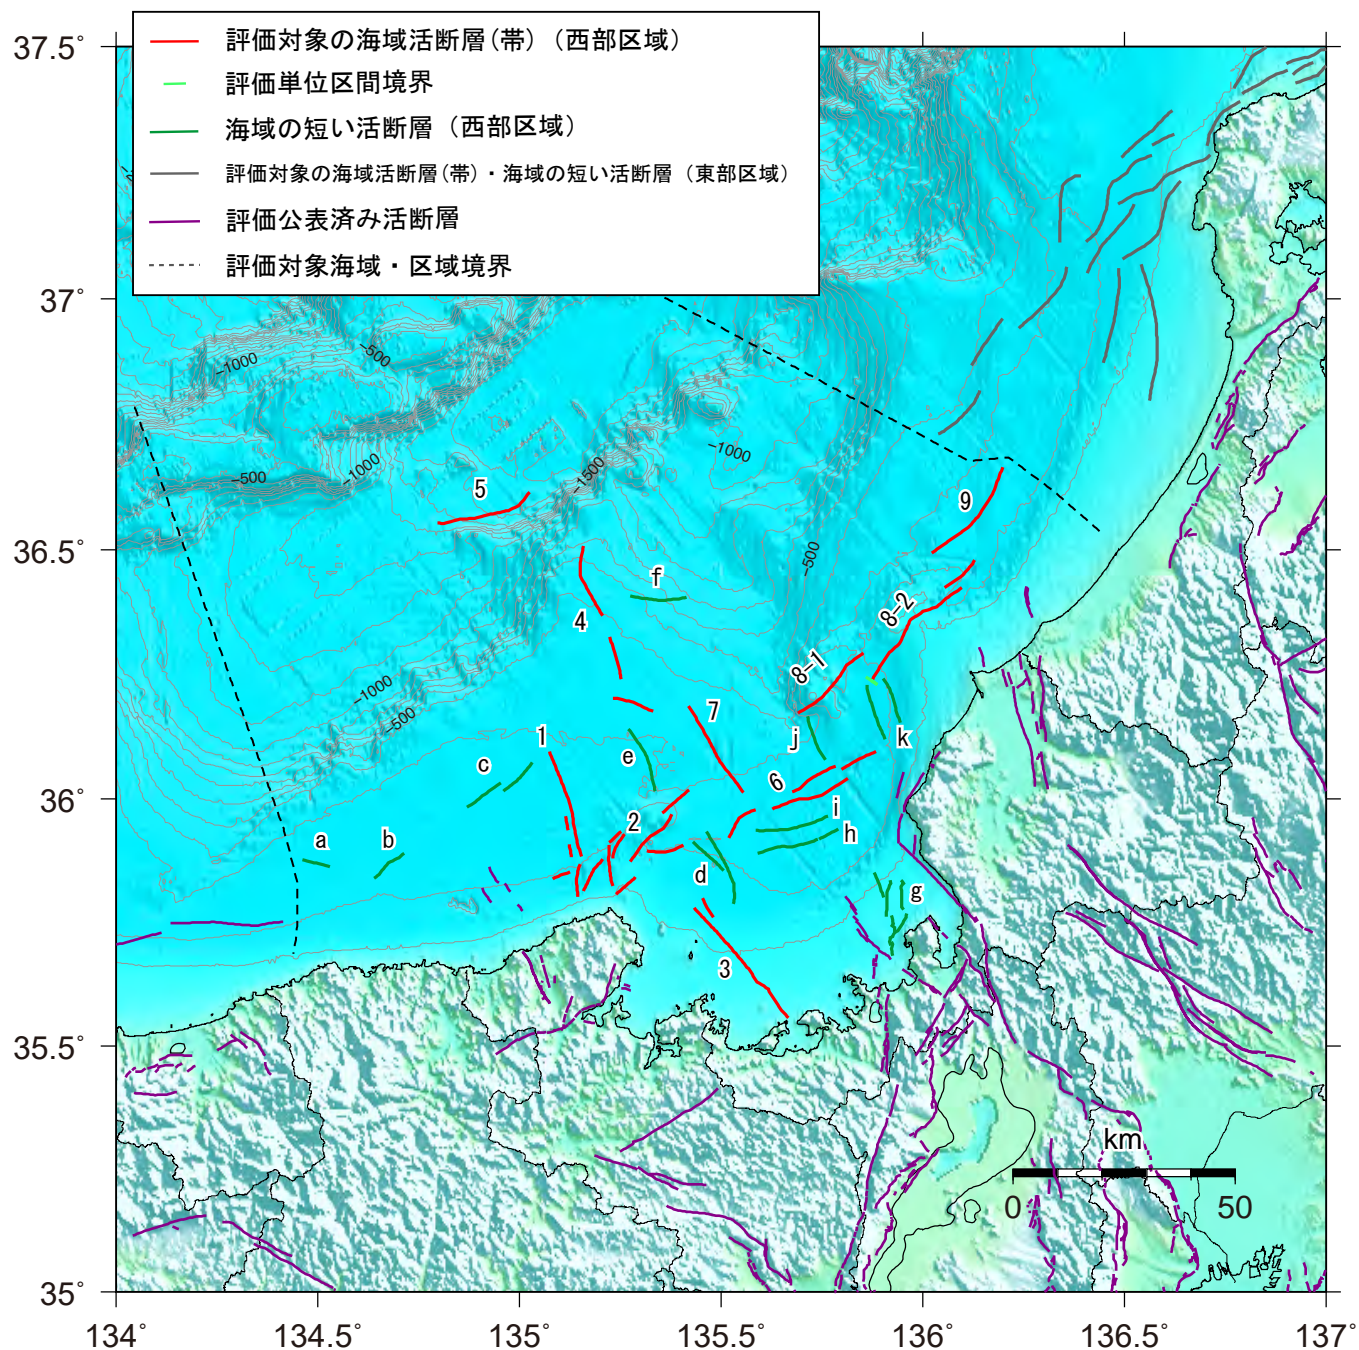 評価対象の海域活断層(帯)(西部区域)
評価単位区間境界
海域の短い活断層(西部区域)
評価対象の海域活断層(帯)・海域の短い活断層(東部区域)
評価公表済み活断層
評価対象海域・区域境界
37.5°
37°
36.5°
36°
35.5°
35°
-1000
-500
-1000
-500
-1000
-1500
-500
-1000
-500
5
9
f
4
8-2
8-1
7
1
e
j
k
c
6
2
i
h
a
b
d
g
3
km
0
50
134°
134.5°
135°
135.5°
136°
136.5°
137°